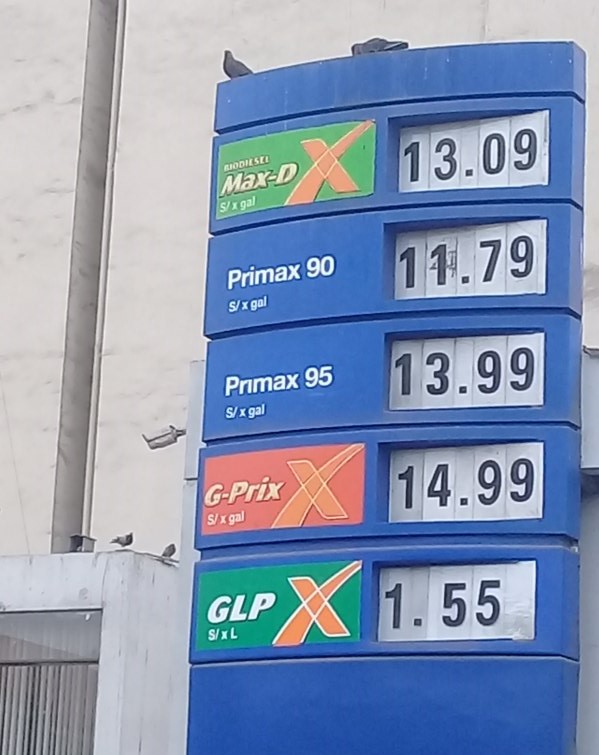 BIODIESEL
Max-D
S/ x gal
13.09
Primax 90
S/ x gal
11.79
Primax 95
S/ x gal
13.99
G-Prix
S/ x gal
14.99
GLP
S/ x L
1.55